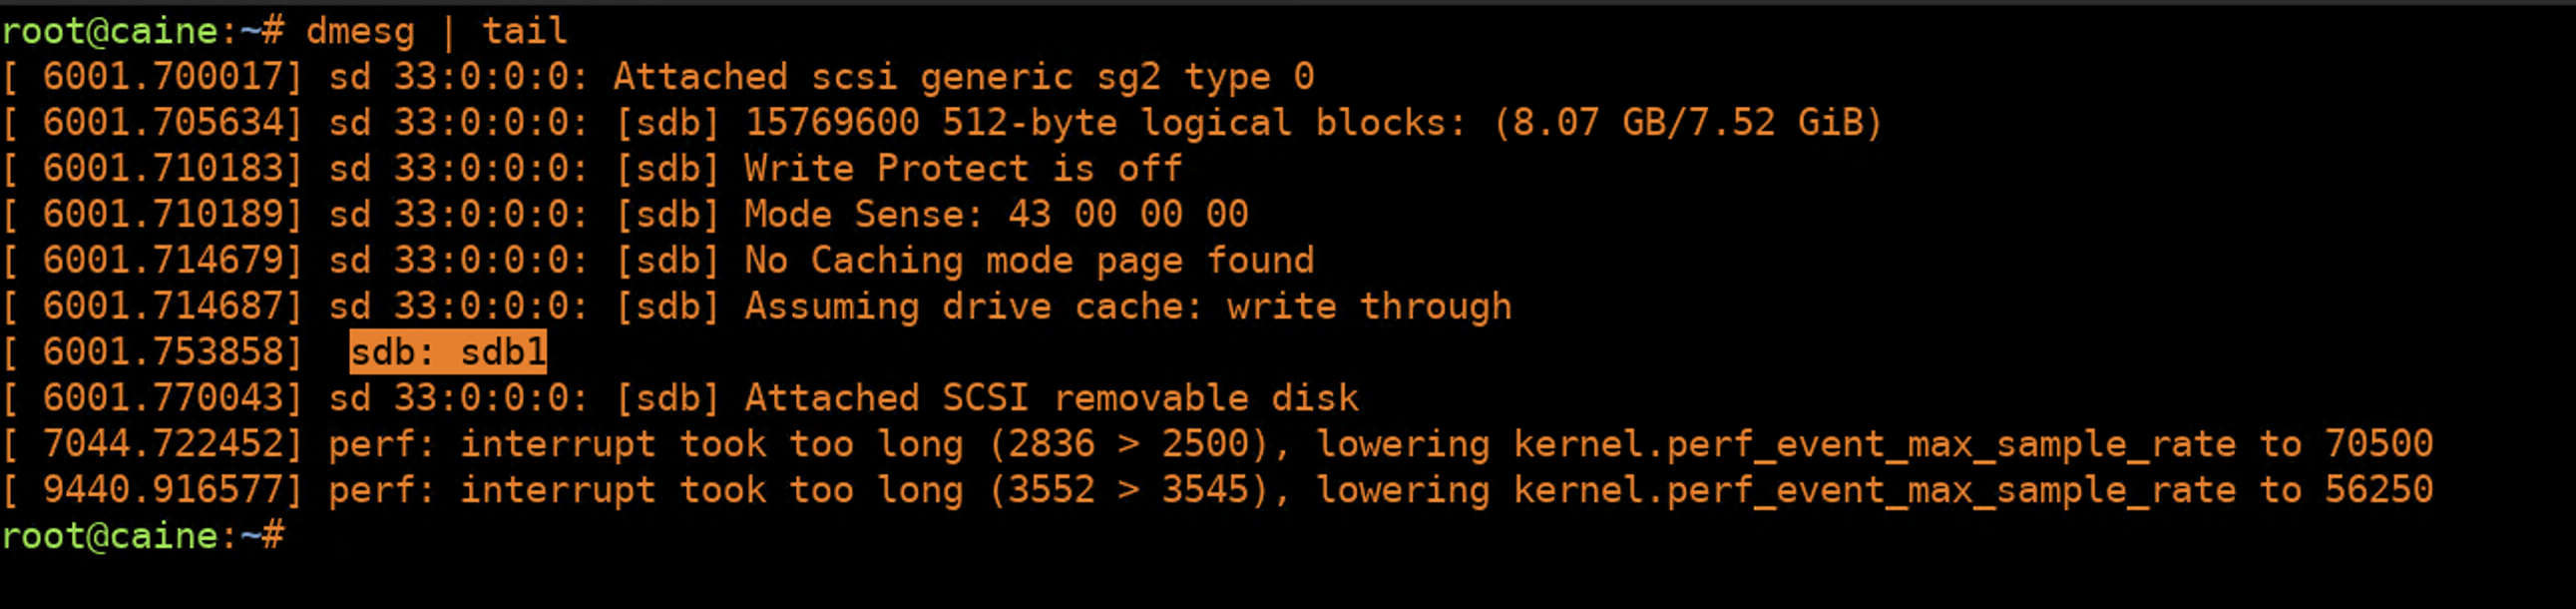 root@caine:~# dmesg | tail
[ 6001.700017] sd 33:0:0:0: Attached scsi generic sg2 type 0
[ 6001.705634] sd 33:0:0:0: [sdb] 15769600 512-byte logical blocks: (8.07 GB/7.52 GiB)
[ 6001.710183] sd 33:0:0:0: [sdb] Write Protect is off
[ 6001.710189] sd 33:0:0:0: [sdb] Mode Sense: 43 00 00 00
[ 6001.714679] sd 33:0:0:0: [sdb] No Caching mode page found
[ 6001.714687] sd 33:0:0:0: [sdb] Assuming drive cache: write through
[ 6001.753858]  sdb: sdb1
[ 6001.770043] sd 33:0:0:0: [sdb] Attached SCSI removable disk
[ 7044.722452] perf: interrupt took too long (2836 > 2500), lowering kernel.perf_event_max_sample_rate to 70500
[ 9440.916577] perf: interrupt took too long (3552 > 3545), lowering kernel.perf_event_max_sample_rate to 56250
root@caine:~#